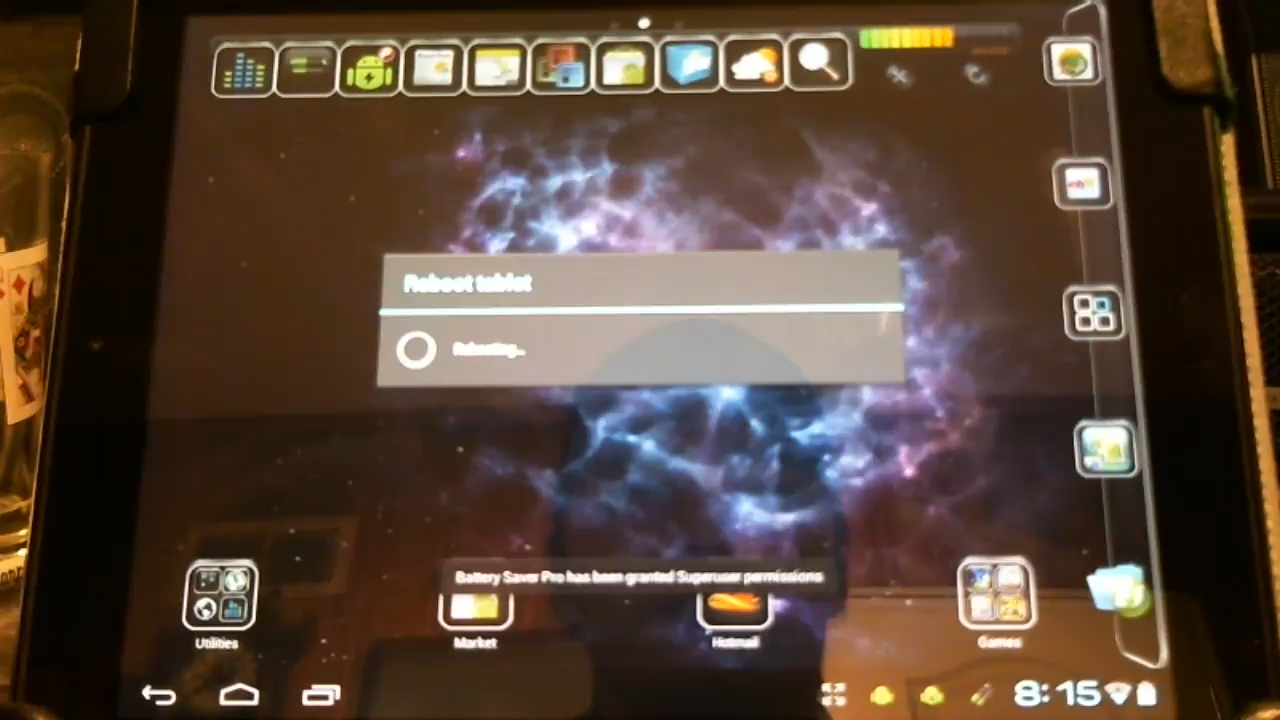 Reboot tablet
Rebooting...
Battery Saver Pro has been granted Superuser permissions
Utilities
Market
Hotmail
Games
8:15